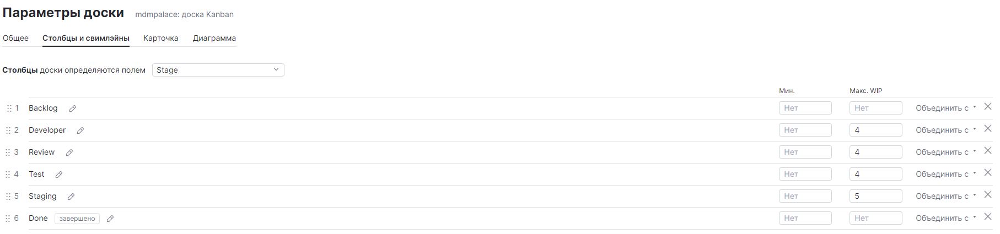 Параметры доски mdmpalace: доска Kanban
Общее Столбцы и свимлэйны Карточка Диаграмма
Столбцы доски определяются полем Stage
Мин. Макс. WIP
1 Backlog Нет Нет Объединить с
2 Developer Нет 4 Объединить с
3 Review Нет 4 Объединить с
4 Test Нет 4 Объединить с
5 Staging Нет 5 Объединить с
6 Done завершено Нет Нет Объединить с